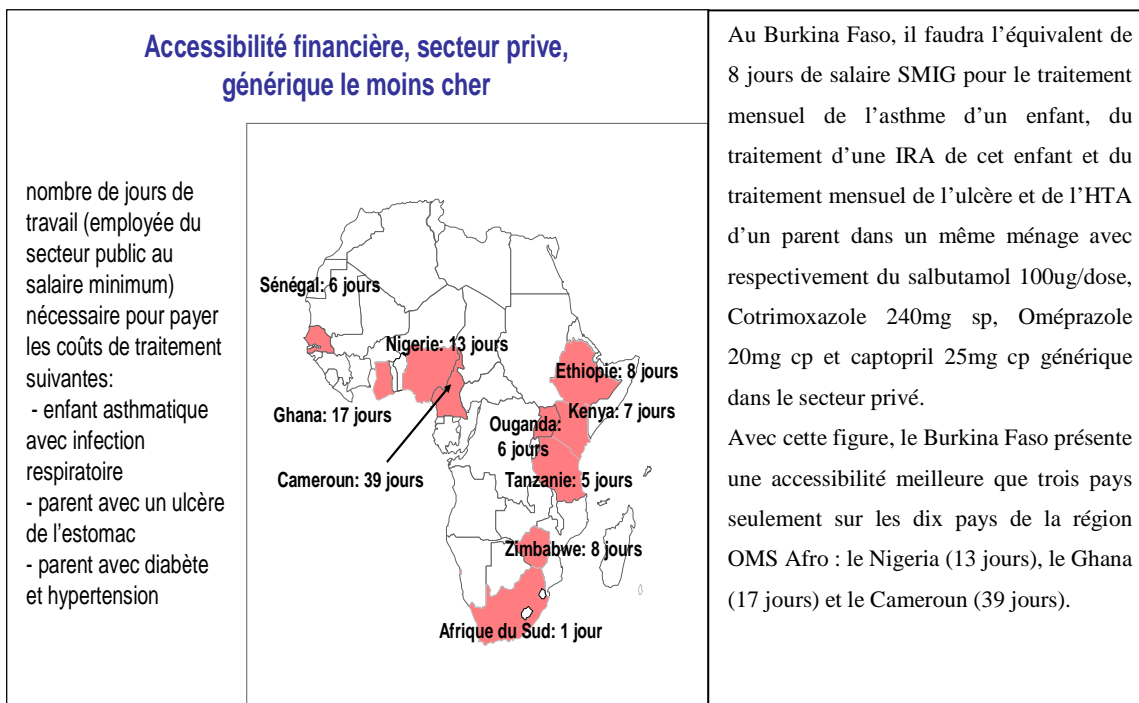 Accessibilité financière, secteur prive,
générique le moins cher
nombre de jours de
travail (employée du
secteur public au
salaire minimum)
nécessaire pour payer
les coûts de traitement
suivantes:
- enfant asthmatique
avec infection
respiratoire
- parent avec un ulcère
de l'estomac
- parent avec diabète
et hypertension
Sénégal: 6 jours
Nigerie: 13 jours
Ethiopie: 8 jours
Ghana: 17 jours
Kenya: 7 jours
Ouganda:
6 jours
Cameroun: 39 jours
Tanzanie: 5 jours
Zimbabwe: 8 jours
Afrique du Sud: 1 jour
Au Burkina Faso, il faudra l'équivalent de
8 jours de salaire SMIG pour le traitement
mensuel de l'asthme d'un enfant, du
traitement d'une IRA de cet enfant et du
traitement mensuel de l'ulcère et de l'HTA
d'un parent dans un même ménage avec
respectivement du salbutamol 100ug/dose,
Cotrimoxazole 240mg sp, Oméprazole
20mg cp et captopril 25mg cp générique
dans le secteur privé.
Avec cette figure, le Burkina Faso présente
une accessibilité meilleure que trois pays
seulement sur les dix pays de la région
OMS Afro : le Nigeria (13 jours), le Ghana
(17 jours) et le Cameroun (39 jours).